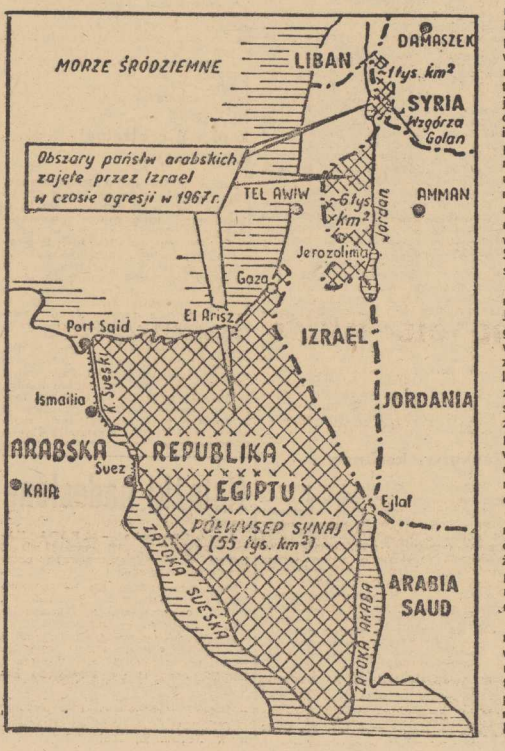 DAMASZEK
LIBAN
~1 tys. km²
MORZE ŚRÓDZIEMNE
SYRIA
Wzgórza
Golan
Obszary państw arabskich
zajęte przez Izrael
w czasie agresji w 1967r.
TEL AWIW
~6 tys.
km²
Jordan
AMMAN
Jerozolima
Gaza
El Arisz
Port Said
IZRAEL
K. Sueski
Ismailia
JORDANIA
ARABSKA REPUBLIKA
EGIPTU
Suez
KAIR
Ejlat
PÓŁWYSEP SYNAJ
(55 tys. km²)
ZATOKA SUESKA
ZATOKA AKABA
ARABIA
SAUD